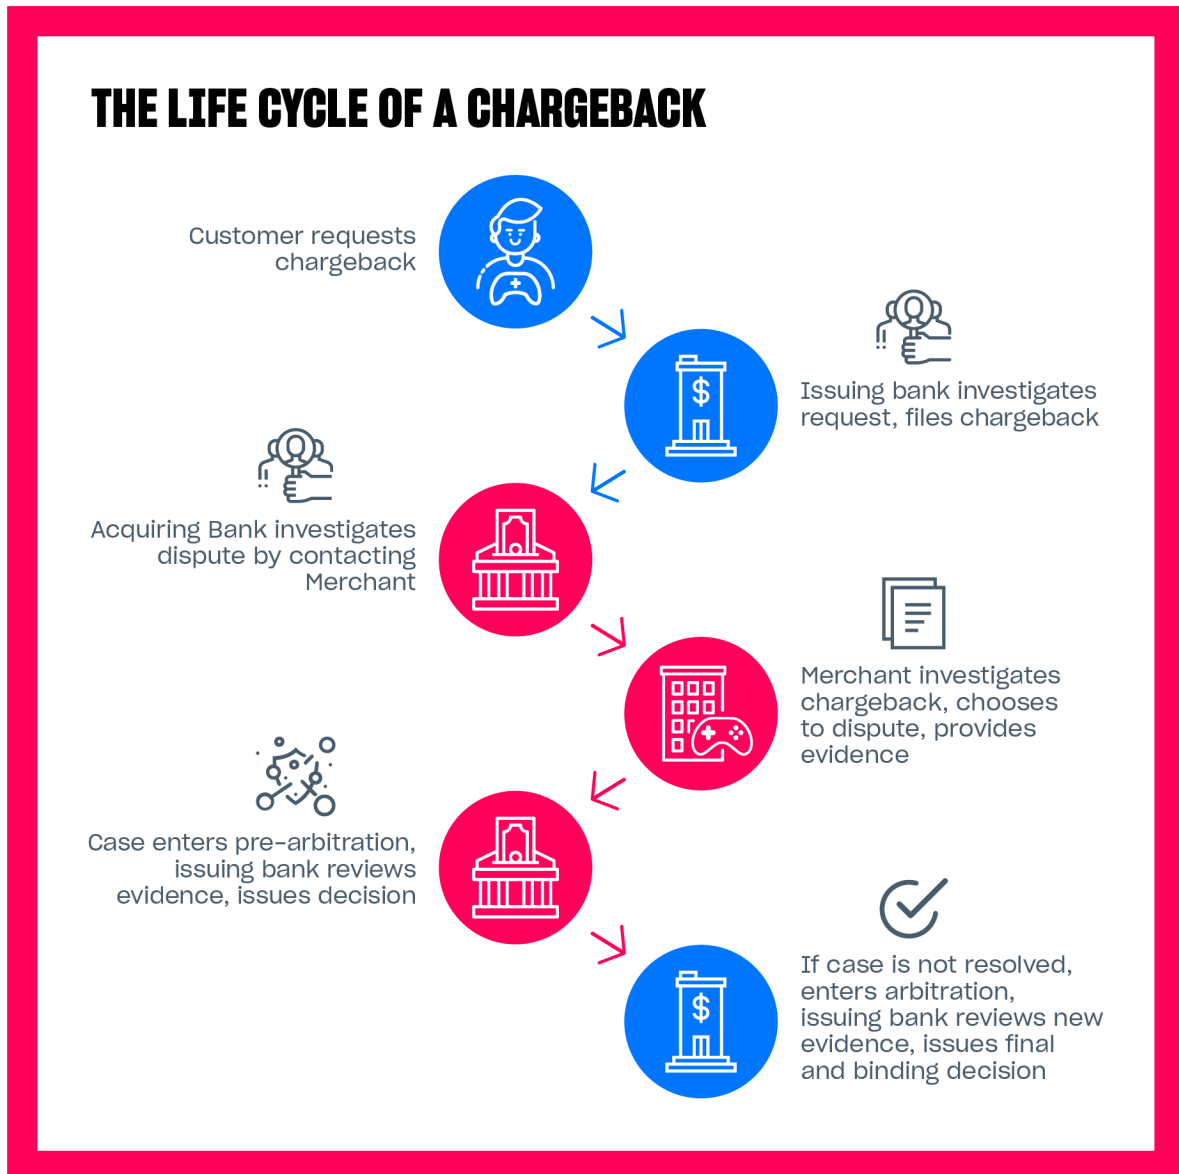 THE LIFE CYCLE OF A CHARGEBACK
Customer requests
chargeback
$
Issuing bank investigates
request, files chargeback
Acquiring Bank investigates
dispute by contacting
Merchant
Merchant investigates
chargeback, chooses
to dispute, provides
evidence
Case enters pre-arbitration,
issuing bank reviews
evidence, issues decision
$
If case is not resolved,
enters arbitration,
issuing bank reviews new
evidence, issues final
and binding decision